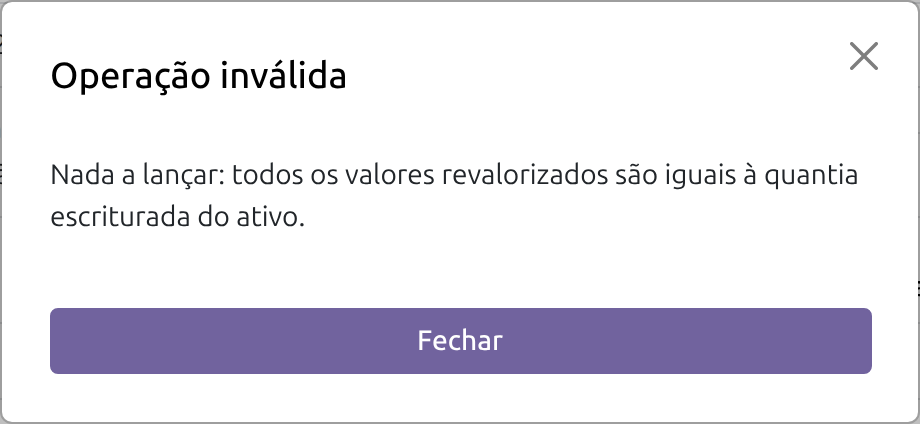 Operação inválida
Nada a lançar: todos os valores revalorizados são iguais à quantia
escriturada do ativo.
Fechar